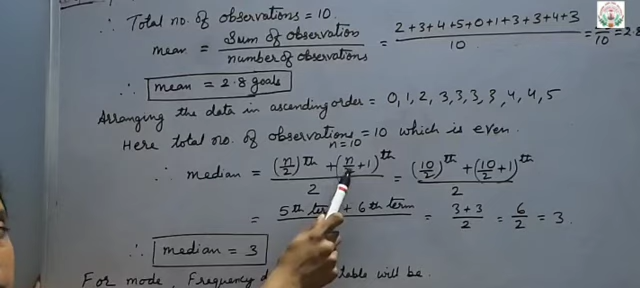 ∴ Total no. of observations = 10.
mean = Sum of observation / number of observations = 2+3+4+5+0+1+3+3+4+3 / 10 = /10 = 2.8
∴ mean = 2.8 goals
Arranging the data in ascending order = 0, 1, 2, 3, 3, 3, 3, 4, 4, 5
Here total no. of observations = 10 which is even.
n = 10
∴ median = (n/2)th + (n/2 + 1)th / 2 = (10/2)th + (10/2 + 1)th / 2
= 5th + 6th term = 3+3 / 2 = 6/2 = 3.
∴ median = 3
For mode, Frequency table will be.